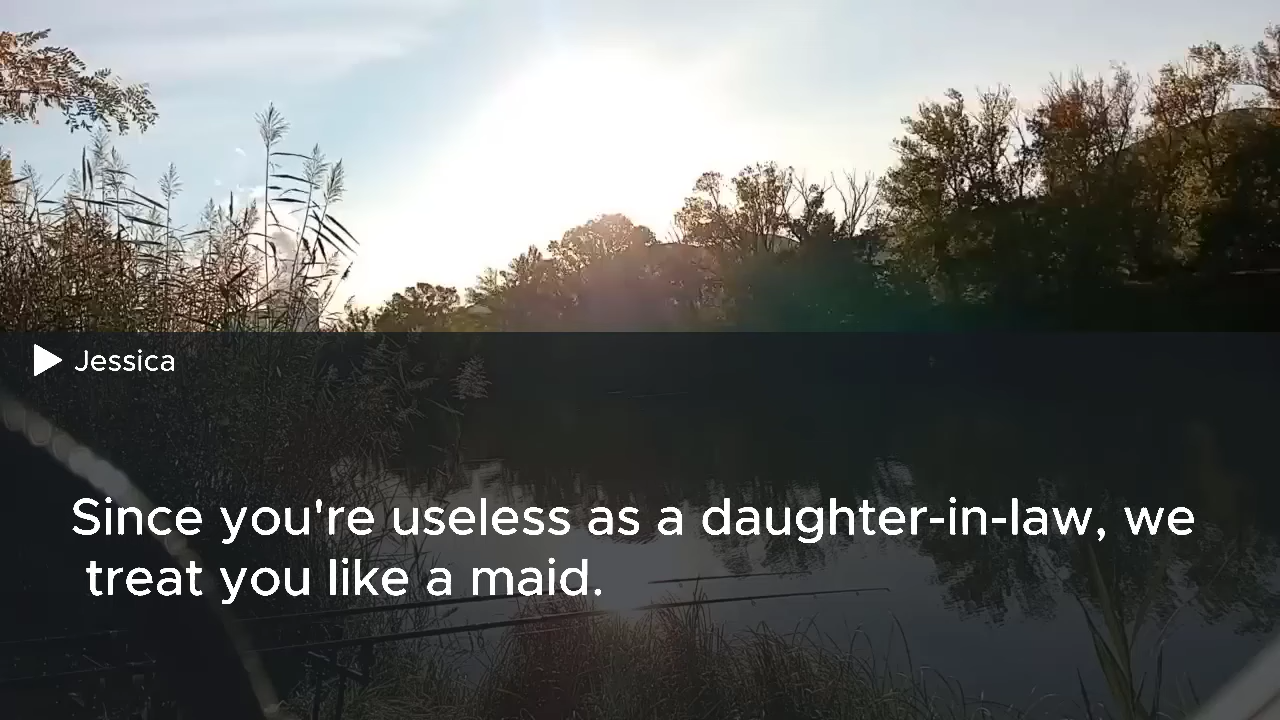 Jessica
Since you're useless as a daughter-in-law, we
treat you like a maid.